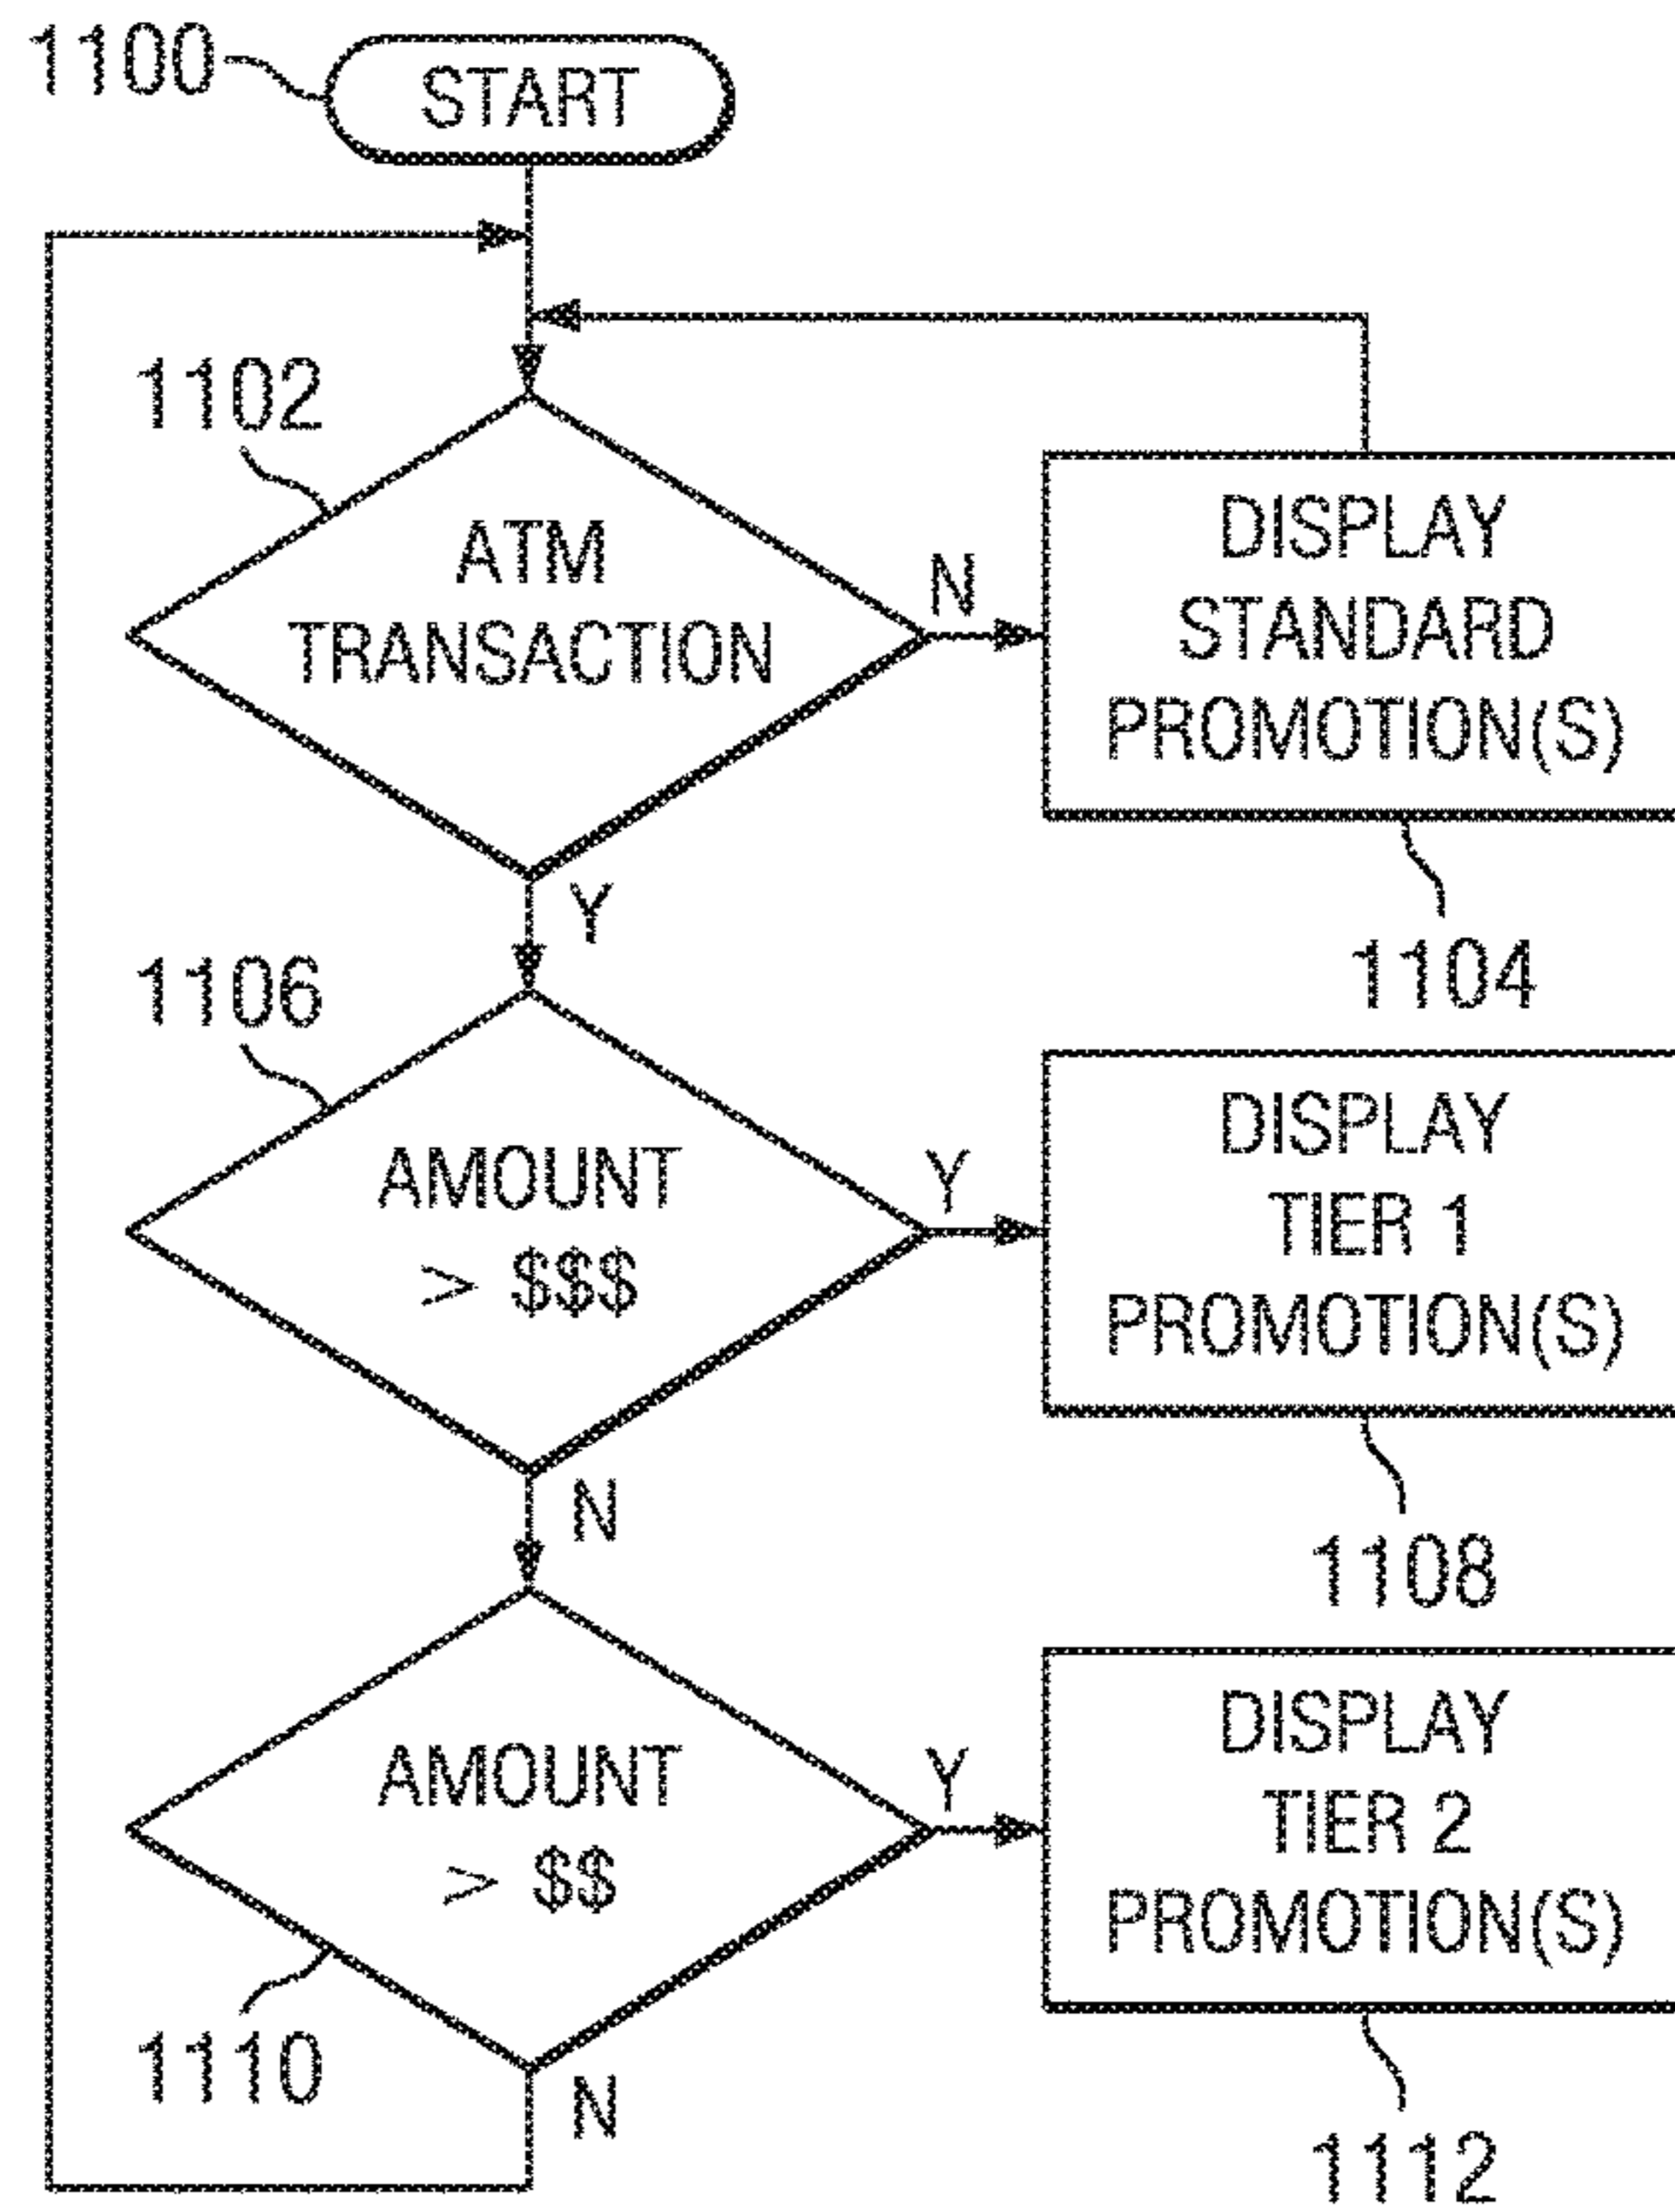 1100
START
1102
ATM
TRANSACTION
N
Y
DISPLAY
STANDARD
PROMOTION(S)
1104
1106
AMOUNT
> $$$
Y
N
DISPLAY
TIER 1
PROMOTION(S)
1108
AMOUNT
> $$
Y
N
1110
DISPLAY
TIER 2
PROMOTION(S)
1112